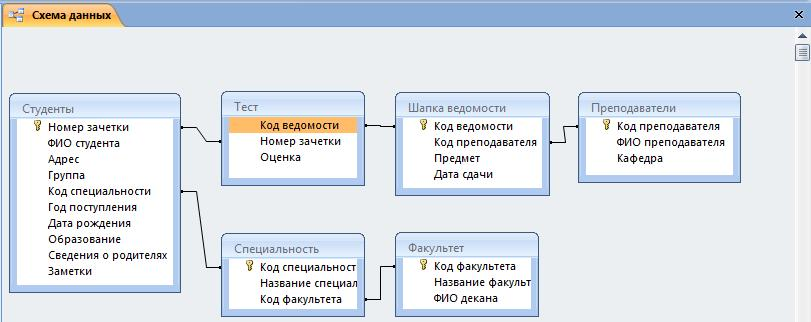 Схема данных
Студенты
Номер зачетки
ФИО студента
Адрес
Группа
Код специальности
Год поступления
Дата рождения
Образование
Сведения о родителях
Заметки
Тест
Код ведомости
Номер зачетки
Оценка
Шапка ведомости
Код ведомости
Код преподавателя
Предмет
Дата сдачи
Преподаватели
Код преподавателя
ФИО преподавателя
Кафедра
Специальность
Код специальност
Название специал
Код факультета
Факультет
Код факультета
Название факульт
ФИО декана